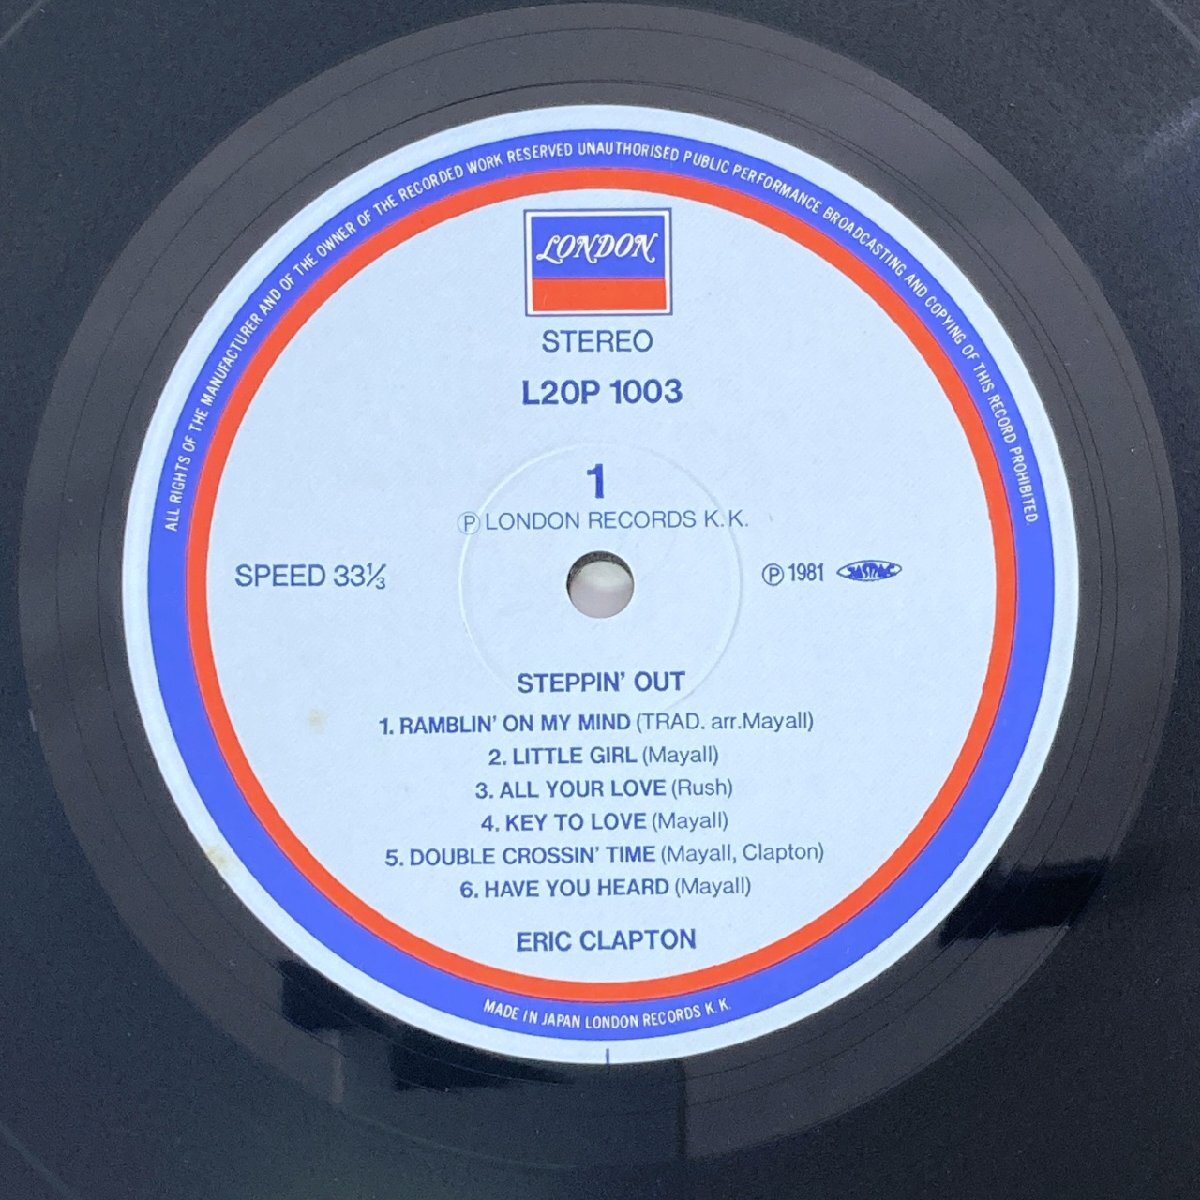 ALL RIGHTS OF THE MANUFACTURER AND OF THE OWNER OF THE RECORDED WORK RESERVED UNAUTHORISED PUBLIC PERFORMANCE BROADCASTING AND COPYING OF THIS RECORD PROHIBITED.
LONDON
STEREO
L20P 1003
1
Ⓟ LONDON RECORDS K.K.
SPEED 33⅓
Ⓟ 1981 JASRAC
STEPPIN' OUT
1. RAMBLIN' ON MY MIND (TRAD. arr.Mayall)
2. LITTLE GIRL (Mayall)
3. ALL YOUR LOVE (Rush)
4. KEY TO LOVE (Mayall)
5. DOUBLE CROSSIN' TIME (Mayall, Clapton)
6. HAVE YOU HEARD (Mayall)
ERIC CLAPTON
MADE IN JAPAN LONDON RECORDS K.K.